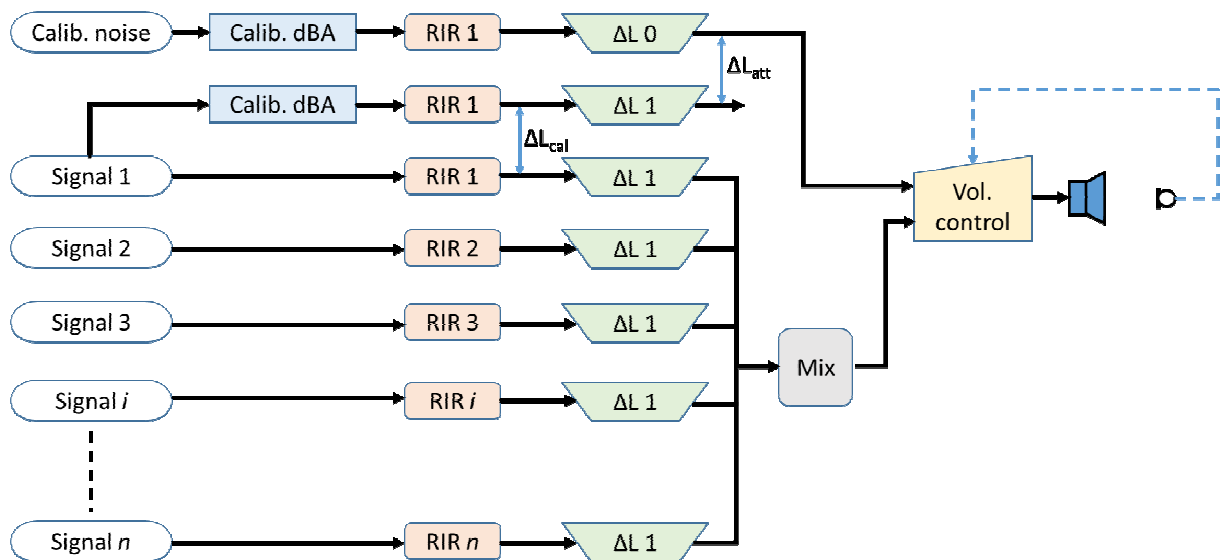 Calib. noise
Calib. dBA
RIR 1
ΔL 0
ΔL_att
Calib. dBA
RIR 1
ΔL 1
ΔL_cal
Signal 1
RIR 1
ΔL 1
Vol.
control
Signal 2
RIR 2
ΔL 1
Signal 3
RIR 3
ΔL 1
Mix
Signal i
RIR i
ΔL 1
Signal n
RIR n
ΔL 1